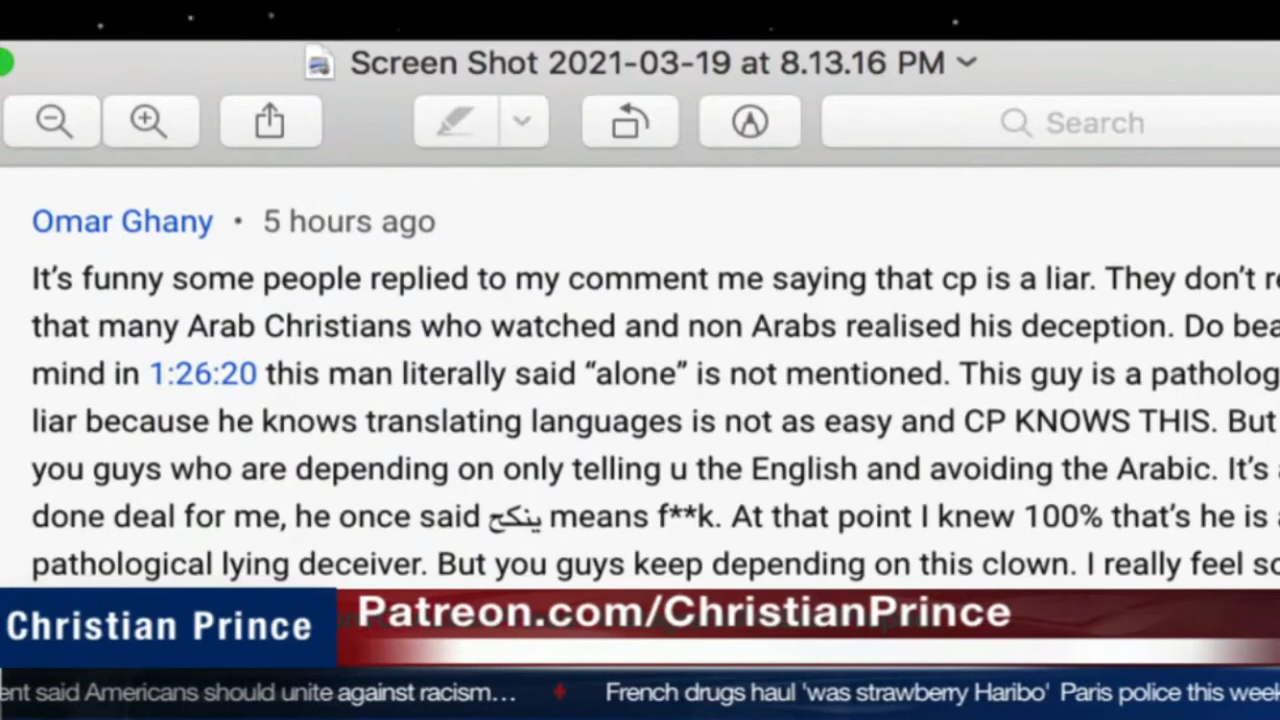 Screen Shot 2021-03-19 at 8.13.16 PM
Search
Omar Ghany • 5 hours ago
It’s funny some people replied to my comment me saying that cp is a liar. They don’t
that many Arab Christians who watched and non Arabs realised his deception. Do
mind in 1:26:20 this man literally said “alone” is not mentioned. This guy is a
liar because he knows translating languages is not as easy and CP KNOWS THIS. But
you guys who are depending on only telling u the English and avoiding the Arabic. It’s
done deal for me, he once said ينكح means f**k. At that point I knew 100% that’s he is a
pathological lying deceiver. But you guys keep depending on this clown. I really feel
Patreon.com/ChristianPrince
Christian Prince
said Americans should unite against racism... French drugs haul 'was strawberry Haribo' Paris police this week